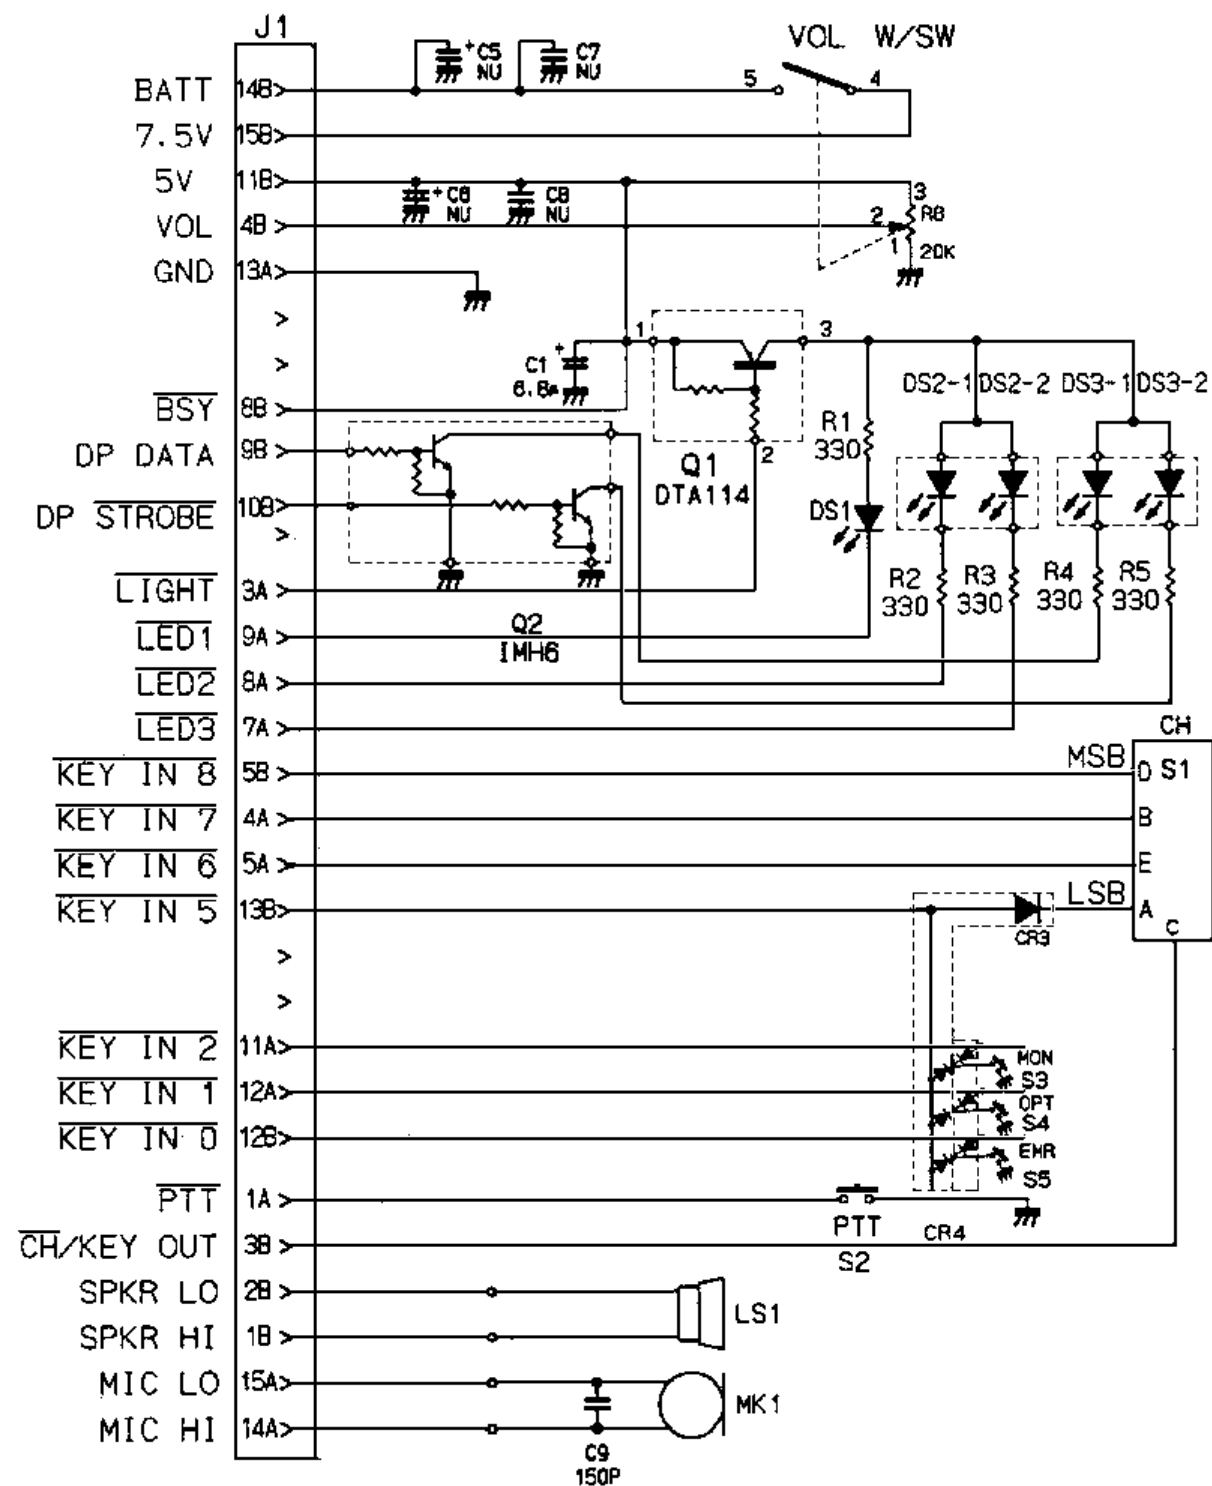 J1
VOL W/SW
C5
NU
C7
NU
BATT 14B
5 4
7.5V 15B
5V 11B
C6
NU
C8
NU
3
R8
20K
VOL 4B
2
1
GND 13A
1 3
C1
DS2-1 DS2-2 DS3-1 DS3-2
BSY 8B
R1
330
DP DATA 9B
2
Q1
DTA114
DP STROBE 10B
DS1
LIGHT 3A
R2
330
R3
330
R4
330
R5
330
LED1 9A
Q2
IMH6
LED2 8A
LED3 7A
CH
KEY IN 8 5B
MSB D S1
KEY IN 7 4A
B
KEY IN 6 5A
E
KEY IN 5 13B
LSB A
C
CR3
KEY IN 2 11A
MON
S3
KEY IN 1 12A
OPT
S4
KEY IN 0 12B
EMR
S5
PTT 1A
PTT
S2
CR4
CH/KEY OUT 3B
SPKR LO 2B
LS1
SPKR HI 1B
MIC LO 15A
MK1
MIC HI 14A
C9
150P